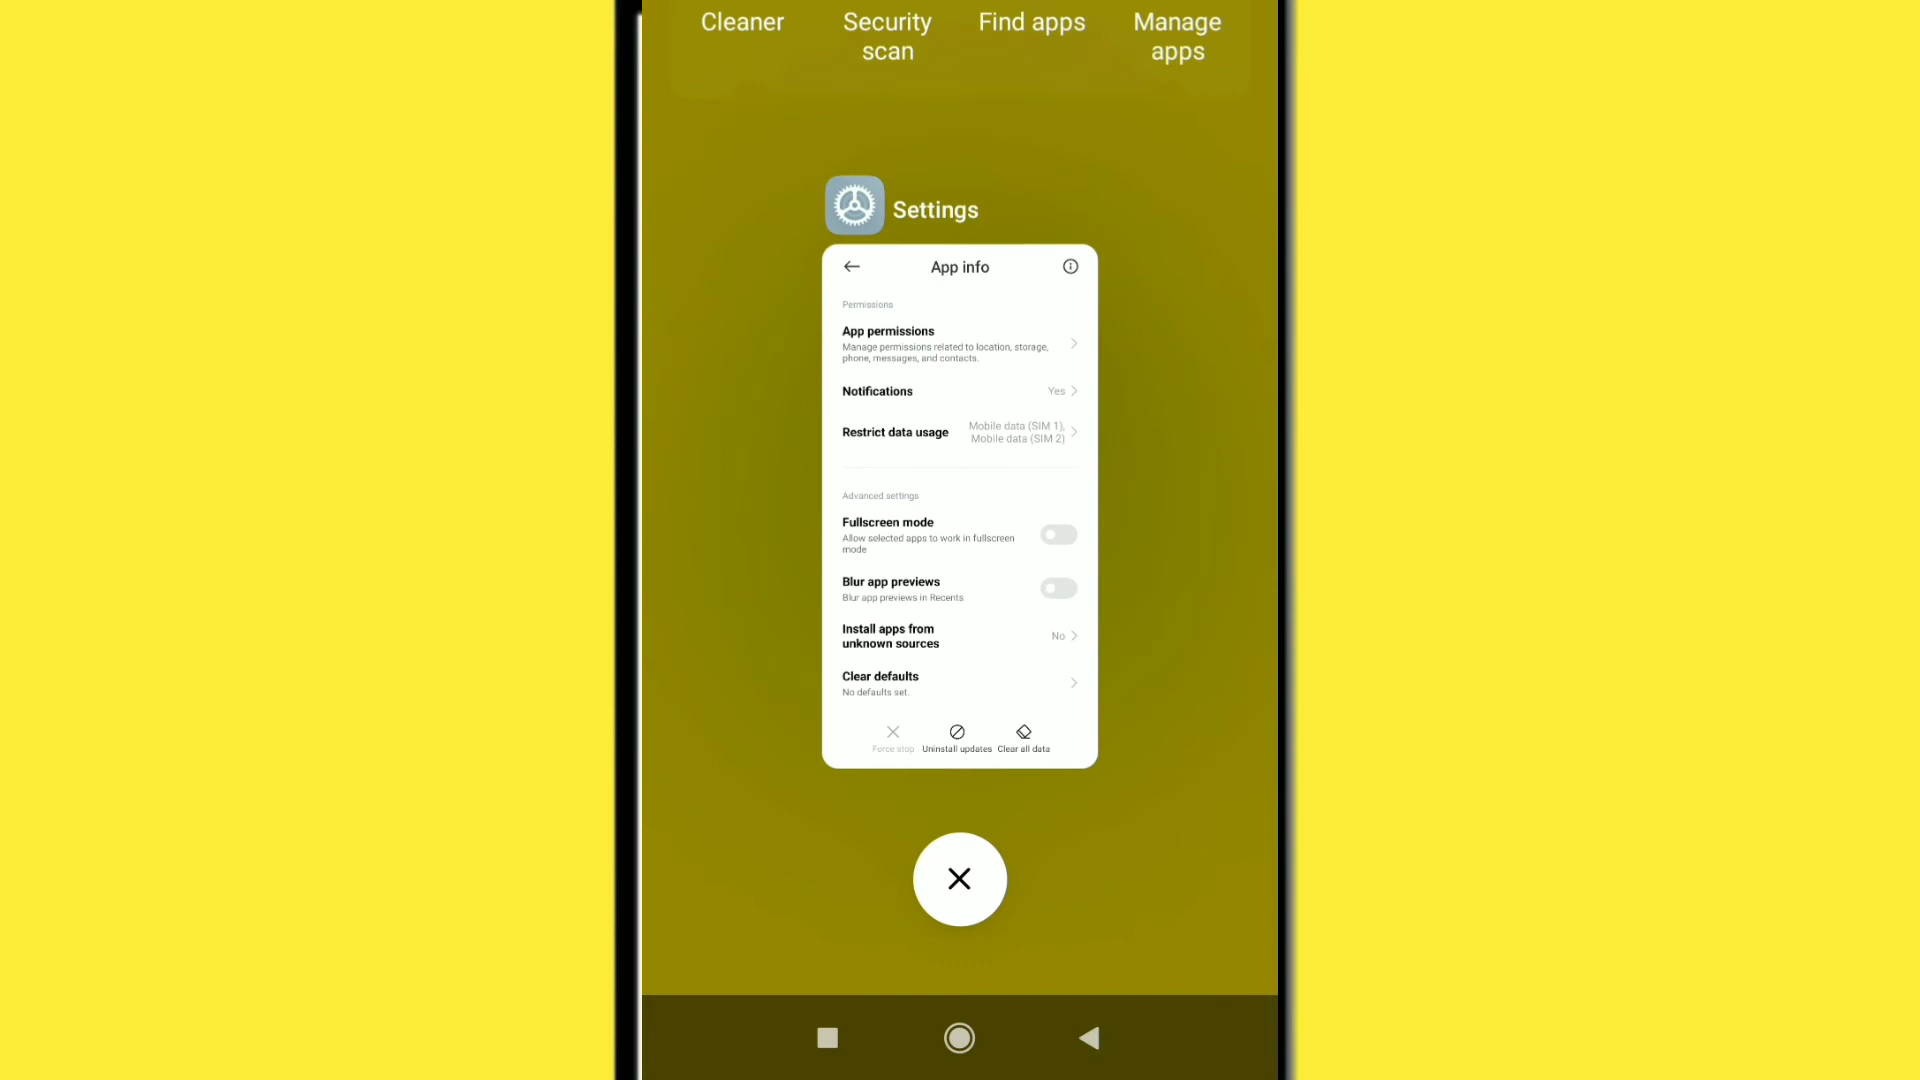 Cleaner
Security
scan
Find apps
Manage
apps
Settings
App info
Permissions
App permissions
Manage permissions related to location, storage,
phone, messages, and contacts.
Notifications
Yes
Restrict data usage
Mobile data (SIM 1),
Mobile data (SIM 2)
Advanced settings
Fullscreen mode
Allow selected apps to work in fullscreen
mode
Blur app previews
Blur app previews in Recents
Install apps from
unknown sources
No
Clear defaults
No defaults set.
Force stop
Uninstall updates
Clear all data